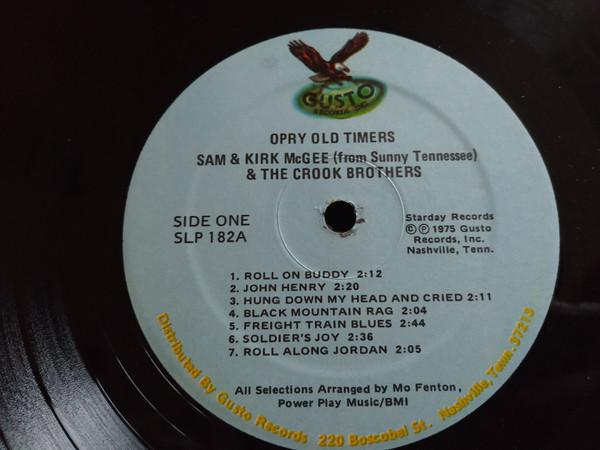 GUSTO
RECORDS, INC.
OPRY OLD TIMERS
SAM & KIRK McGEE (from Sunny Tennessee)
& THE CROOK BROTHERS
SIDE ONE
SLP 182A
Starday Records
© ℗ 1975 Gusto
Records, Inc.
Nashville, Tenn.
1. ROLL ON BUDDY 2:12
2. JOHN HENRY 2:20
3. HUNG DOWN MY HEAD AND CRIED 2:11
4. BLACK MOUNTAIN RAG 2:04
5. FREIGHT TRAIN BLUES 2:44
6. SOLDIER'S JOY 2:36
7. ROLL ALONG JORDAN 2:05
All Selections Arranged by Mo Fenton,
Power Play Music/BMI
Distributed By Gusto Records 220 Boscobel St. Nashville, Tenn. 37213